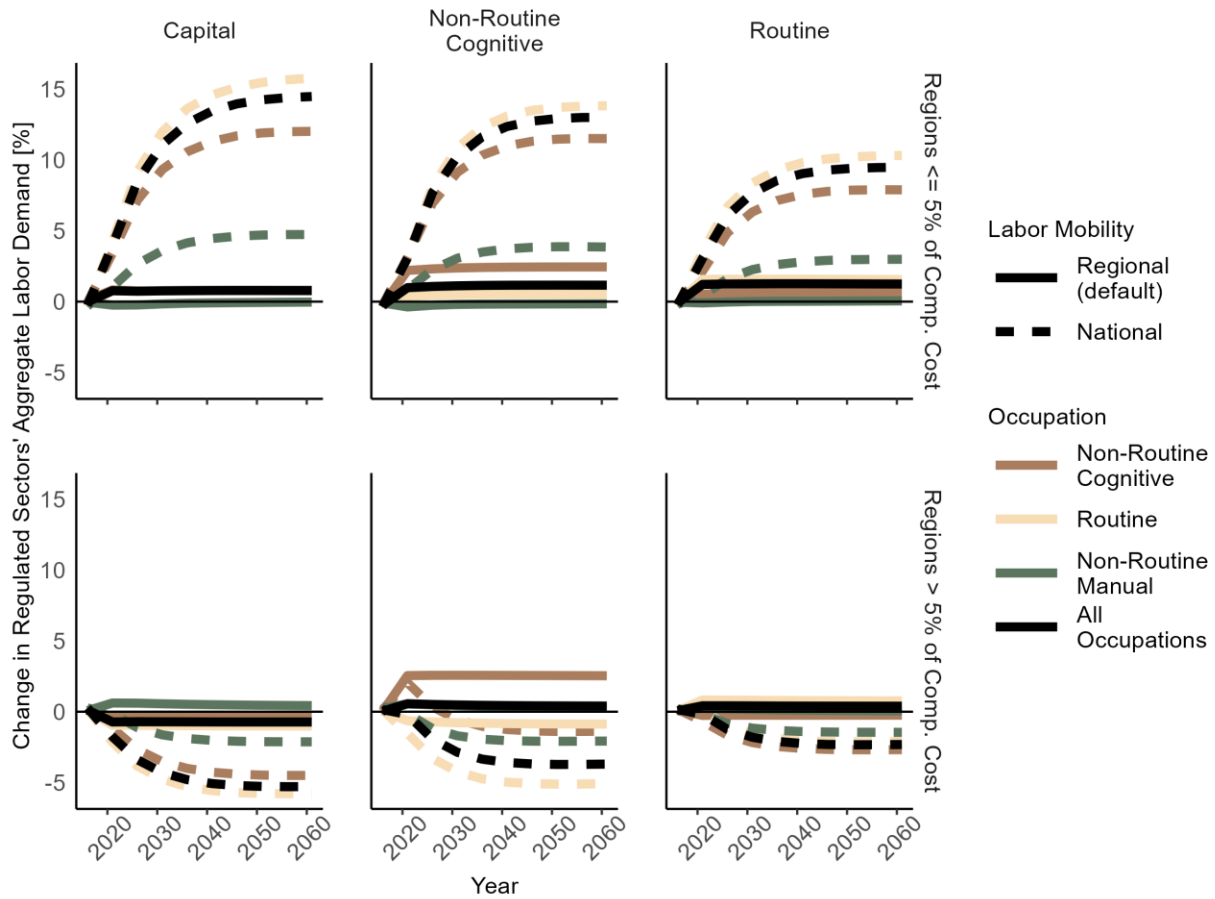 Capital
Non-Routine
Cognitive
Routine
Change in Regulated Sectors' Aggregate Labor Demand [%]
15
10
5
0
-5
Regions <= 5% of Comp. Cost
15
10
5
0
-5
Regions > 5% of Comp. Cost
2020
2030
2040
2050
2060
2020
2030
2040
2050
2060
2020
2030
2040
2050
2060
Year
Labor Mobility
Regional
(default)
National
Occupation
Non-Routine
Cognitive
Routine
Non-Routine
Manual
All
Occupations